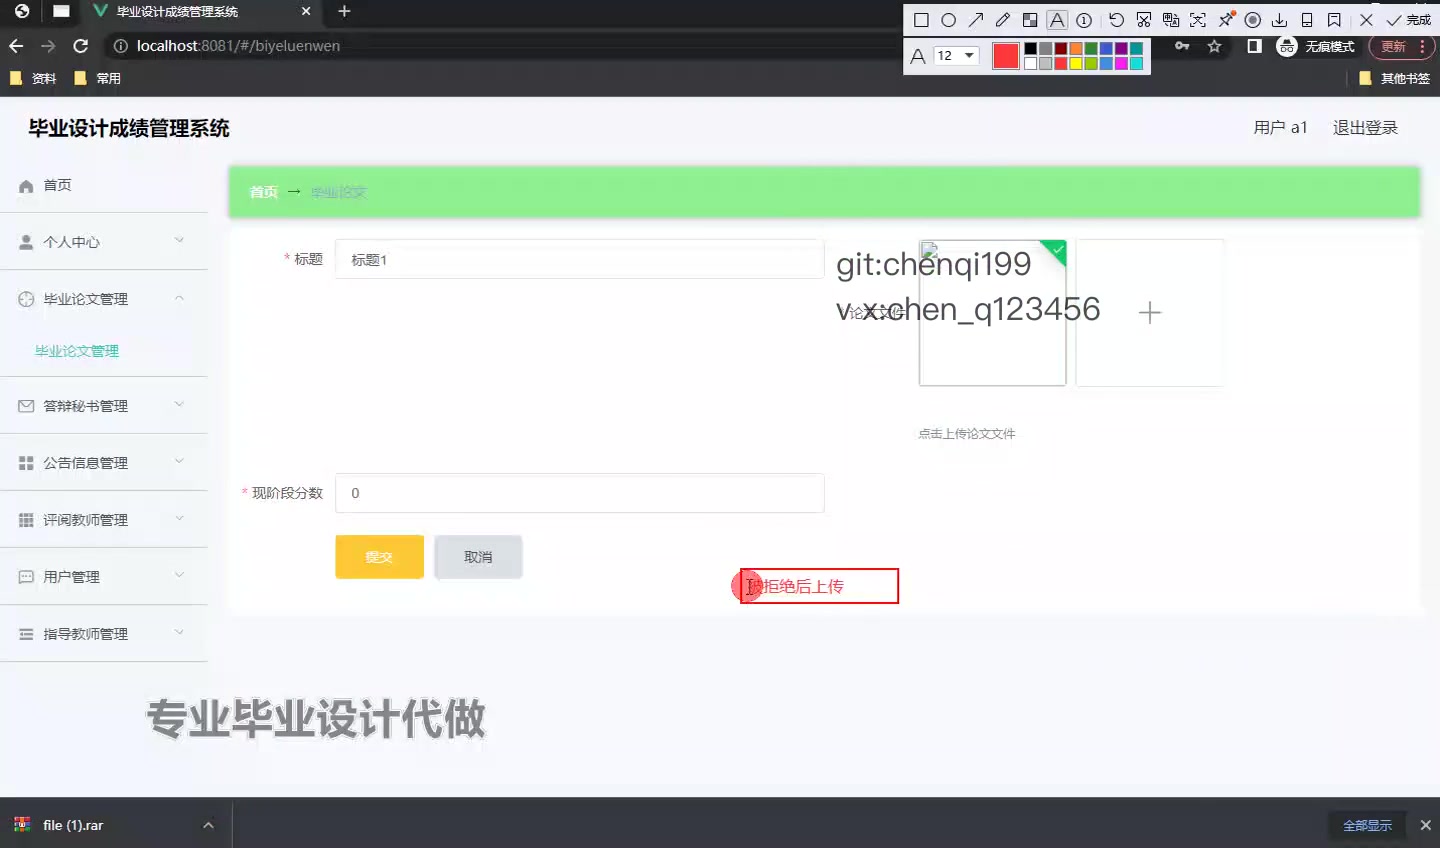 毕业设计成绩管理系统
完成
localhost:8081/#/biyeluenwen
A 12
无痕模式
更新
资料
常用
其他书签
毕业设计成绩管理系统
用户 a1
退出登录
首页
首页 → 毕业论文
个人中心
* 标题
标题1
git:chenqi199
v x:chen_q123456
论文文件
毕业论文管理
毕业论文管理
答辩秘书管理
点击上传论文文件
公告信息管理
* 现阶段分数
0
评阅教师管理
提交
取消
用户管理
被拒绝后上传
指导教师管理
专业毕业设计代做
file (1).rar
全部显示